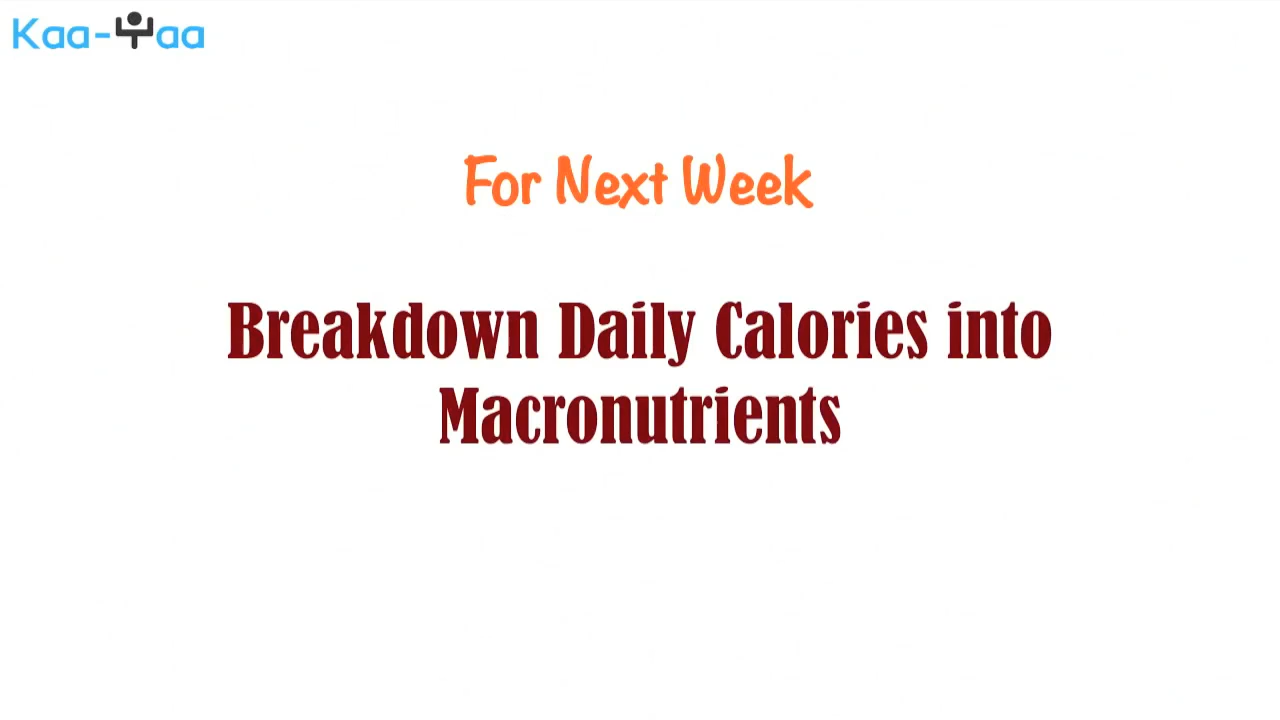 Kaa-Yaa
For Next Week
Breakdown Daily Calories into
Macronutrients